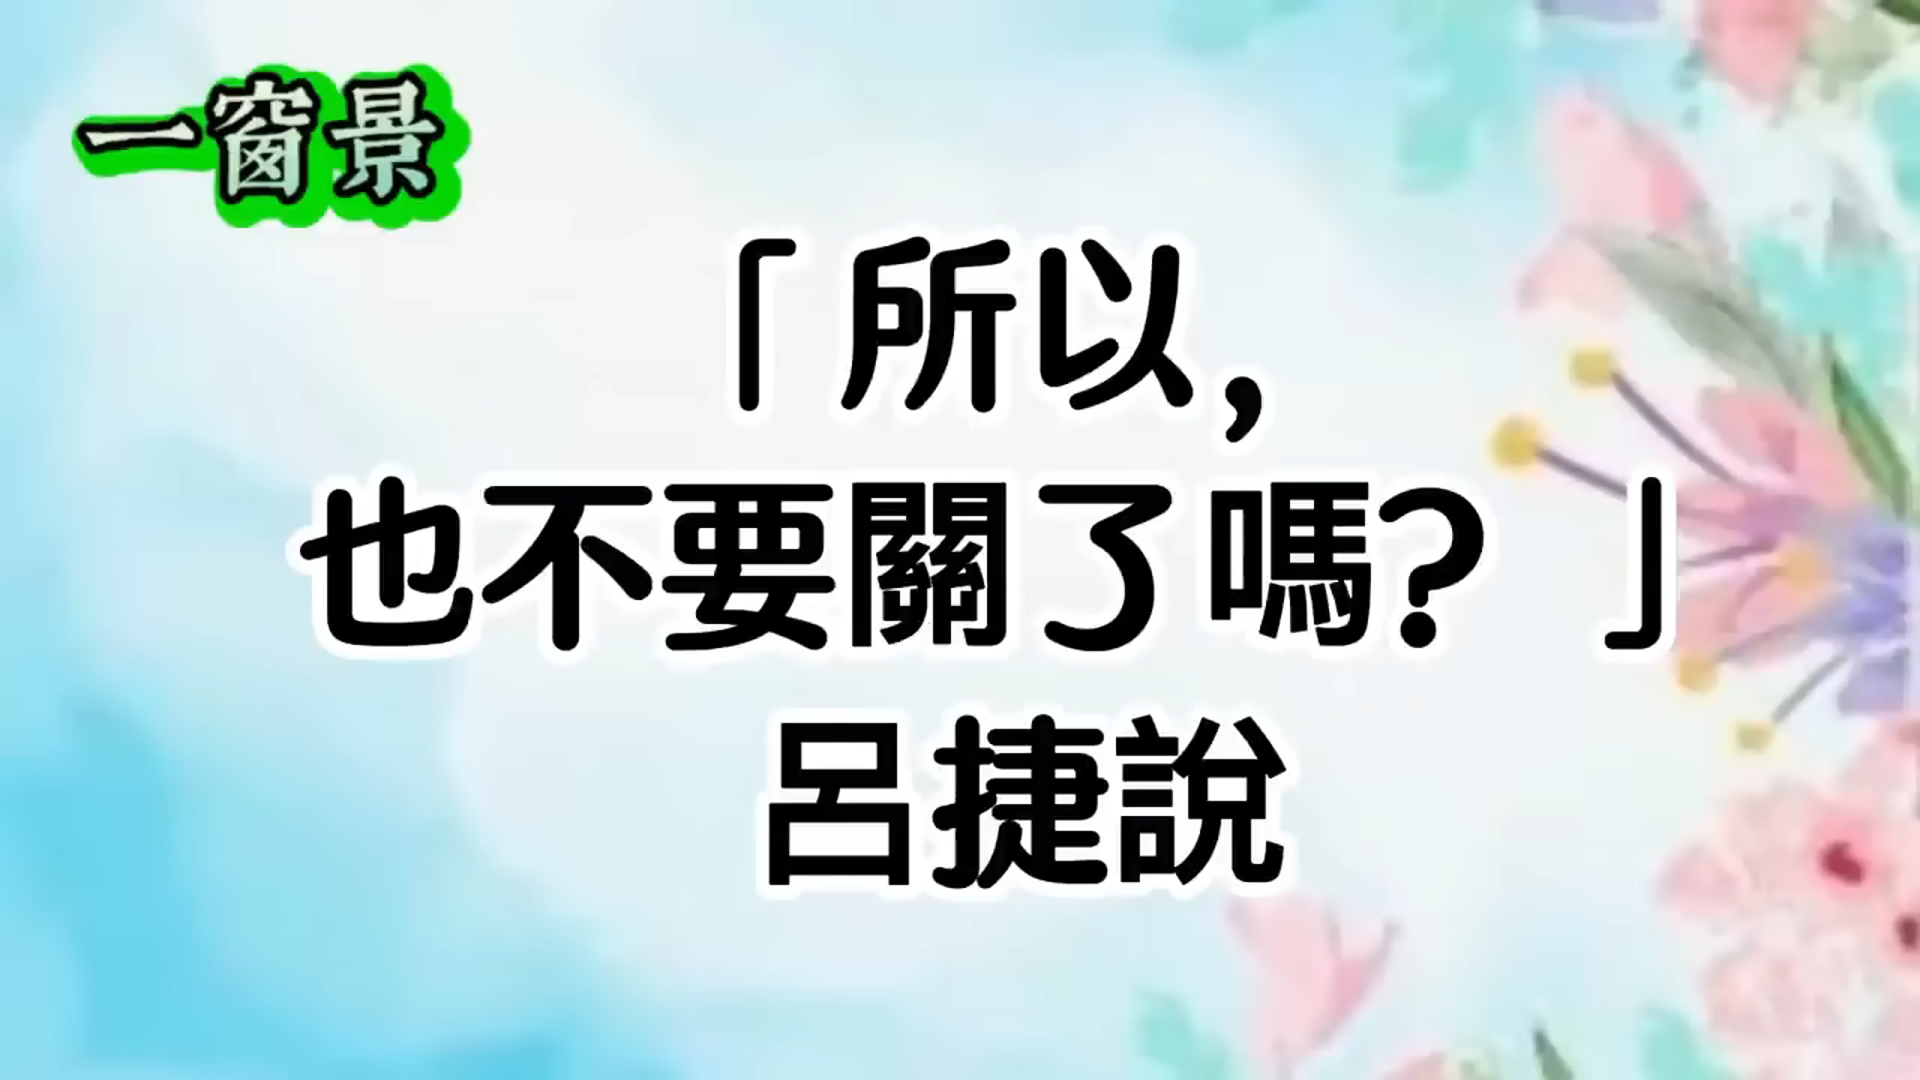 一窗景
「所以,
也不要關了嗎? 」
呂捷說